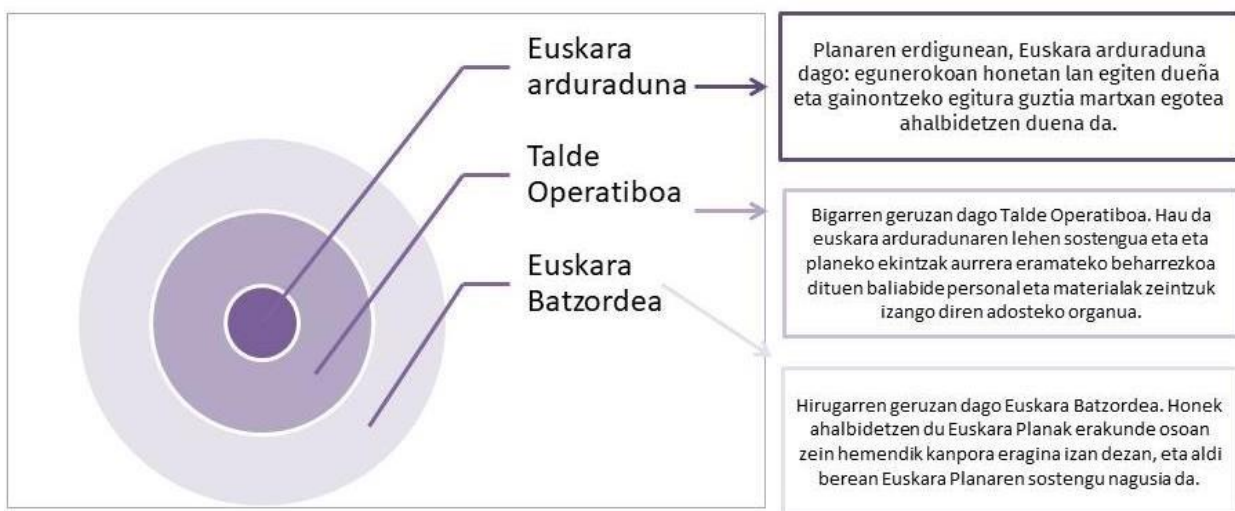 Euskara
arduraduna
Talde
Operatiboa
Euskara
Batzordea
Planaren erdigunean, Euskara arduraduna
dago: egunerokoan honetan lan egiten dueña
eta gainontzeko egitura guztia martxan egotea
ahalbidetzen duena da.
Bigarren geruzan dago Talde Operatiboa. Hau da
euskara arduradunaren lehen sostengua eta eta
planeko ekintzak aurrera eramateko beharrezkoa
dituen baliabide personal eta materialak zeintzuk
izango diren adosteko organua.
Hirugarren geruzan dago Euskara Batzordea. Honek
ahalbidetzen du Euskara Planak erakunde osoan
zein hemendik kanpora eragina izan dezan, eta aldi
berean Euskara Planaren sostengu nagusia da.